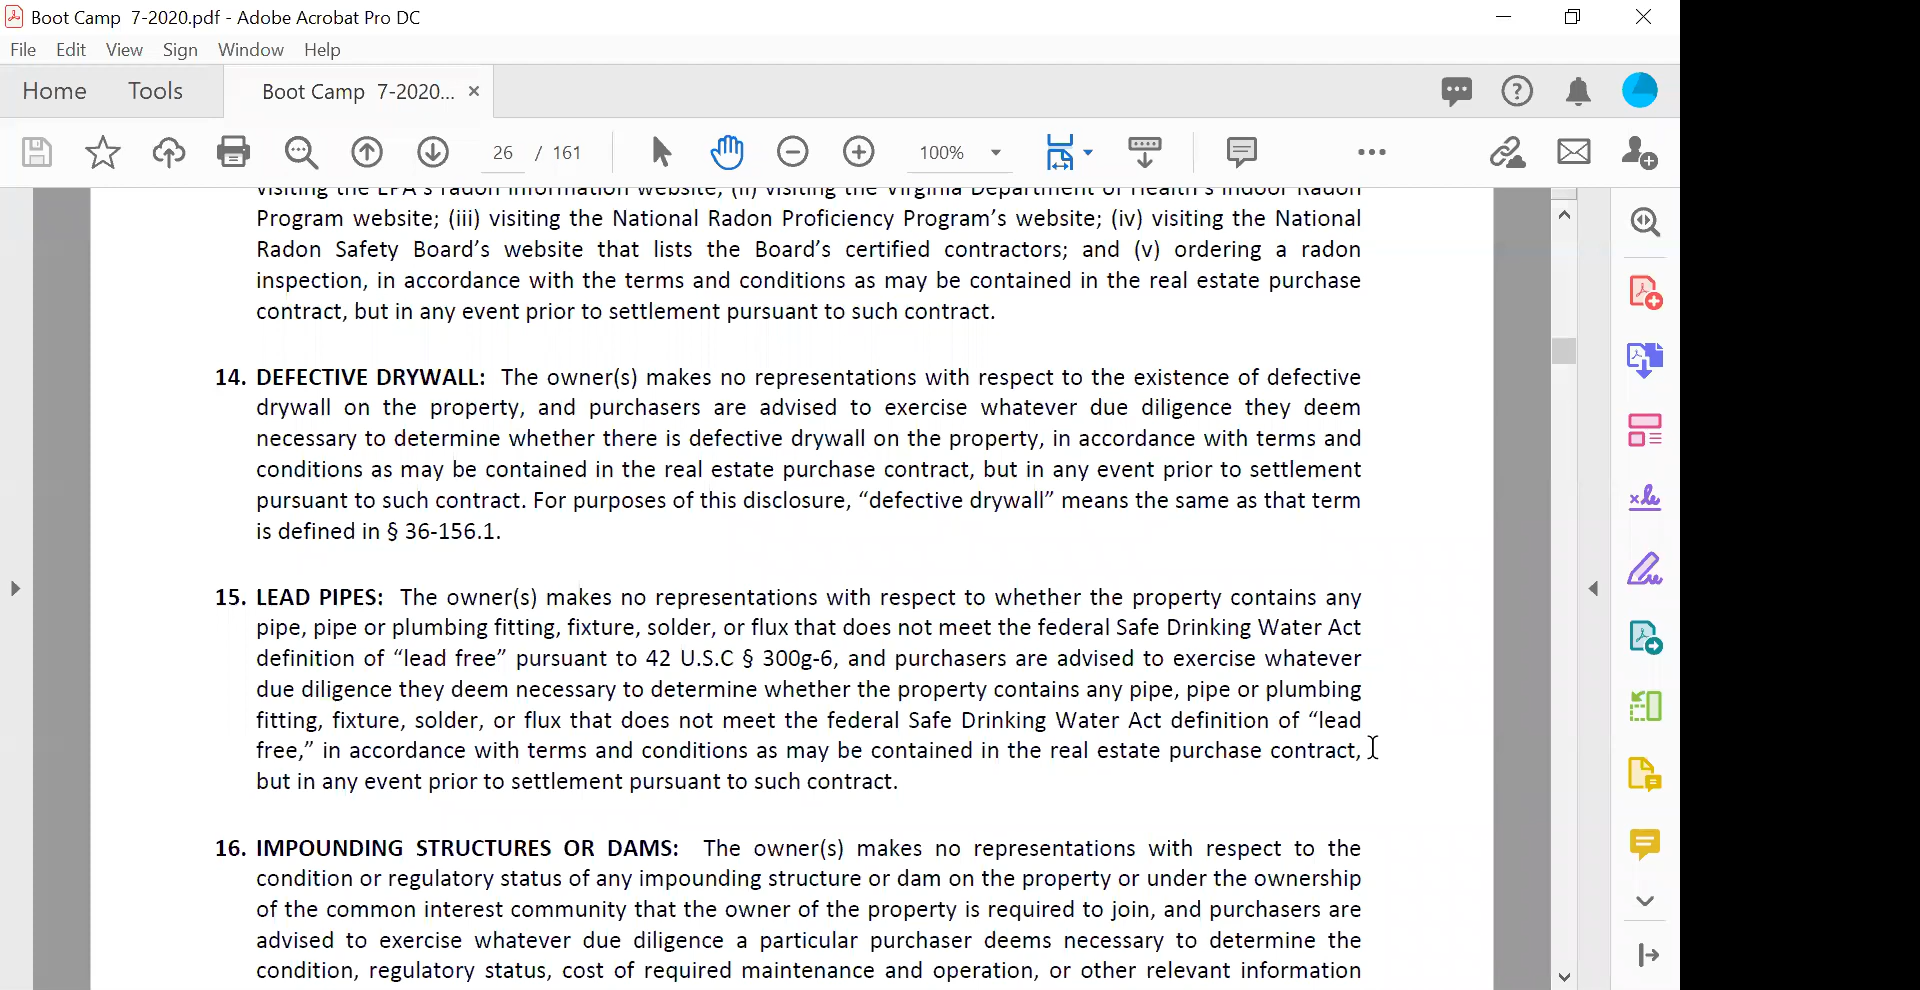 Boot Camp 7-2020.pdf - Adobe Acrobat Pro DC
File Edit View Sign Window Help
Home Tools Boot Camp 7-2020... ×
26 / 161 100%
visiting the EPA's radon information website; (ii) visiting the Virginia Department of Health's Indoor Radon
Program website; (iii) visiting the National Radon Proficiency Program's website; (iv) visiting the National
Radon Safety Board's website that lists the Board's certified contractors; and (v) ordering a radon
inspection, in accordance with the terms and conditions as may be contained in the real estate purchase
contract, but in any event prior to settlement pursuant to such contract.
14. DEFECTIVE DRYWALL: The owner(s) makes no representations with respect to the existence of defective
drywall on the property, and purchasers are advised to exercise whatever due diligence they deem
necessary to determine whether there is defective drywall on the property, in accordance with terms and
conditions as may be contained in the real estate purchase contract, but in any event prior to settlement
pursuant to such contract. For purposes of this disclosure, “defective drywall” means the same as that term
is defined in § 36-156.1.
15. LEAD PIPES: The owner(s) makes no representations with respect to whether the property contains any
pipe, pipe or plumbing fitting, fixture, solder, or flux that does not meet the federal Safe Drinking Water Act
definition of “lead free” pursuant to 42 U.S.C § 300g-6, and purchasers are advised to exercise whatever
due diligence they deem necessary to determine whether the property contains any pipe, pipe or plumbing
fitting, fixture, solder, or flux that does not meet the federal Safe Drinking Water Act definition of “lead
free,” in accordance with terms and conditions as may be contained in the real estate purchase contract,
but in any event prior to settlement pursuant to such contract.
16. IMPOUNDING STRUCTURES OR DAMS: The owner(s) makes no representations with respect to the
condition or regulatory status of any impounding structure or dam on the property or under the ownership
of the common interest community that the owner of the property is required to join, and purchasers are
advised to exercise whatever due diligence a particular purchaser deems necessary to determine the
condition, regulatory status, cost of required maintenance and operation, or other relevant information